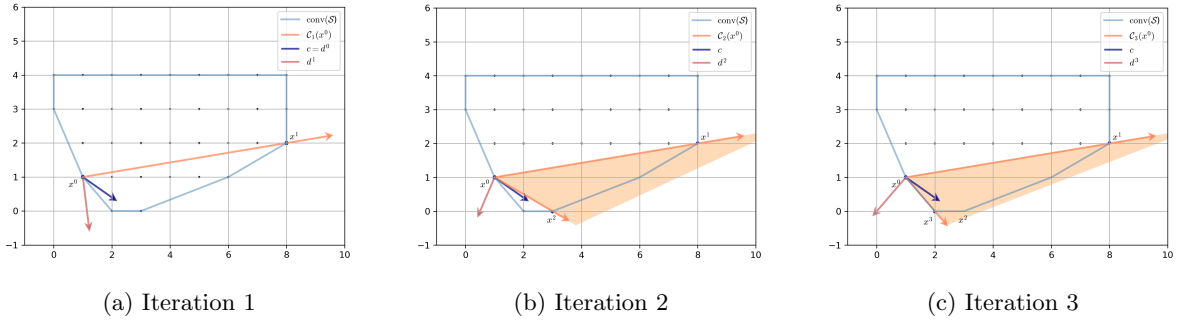 6
5
4
3
2
1
0
−1
0
2
4
6
8
10
conv(𝒮)
𝒞₁(x⁰)
c = d⁰
d¹
x⁰
x¹
(a) Iteration 1
6
5
4
3
2
1
0
−1
0
2
4
6
8
10
conv(𝒮)
𝒞₂(x⁰)
c
d²
x⁰
x¹
x²
(b) Iteration 2
6
5
4
3
2
1
0
−1
0
2
4
6
8
10
conv(𝒮)
𝒞₃(x⁰)
c
d³
x⁰
x¹
x³
x²
(c) Iteration 3